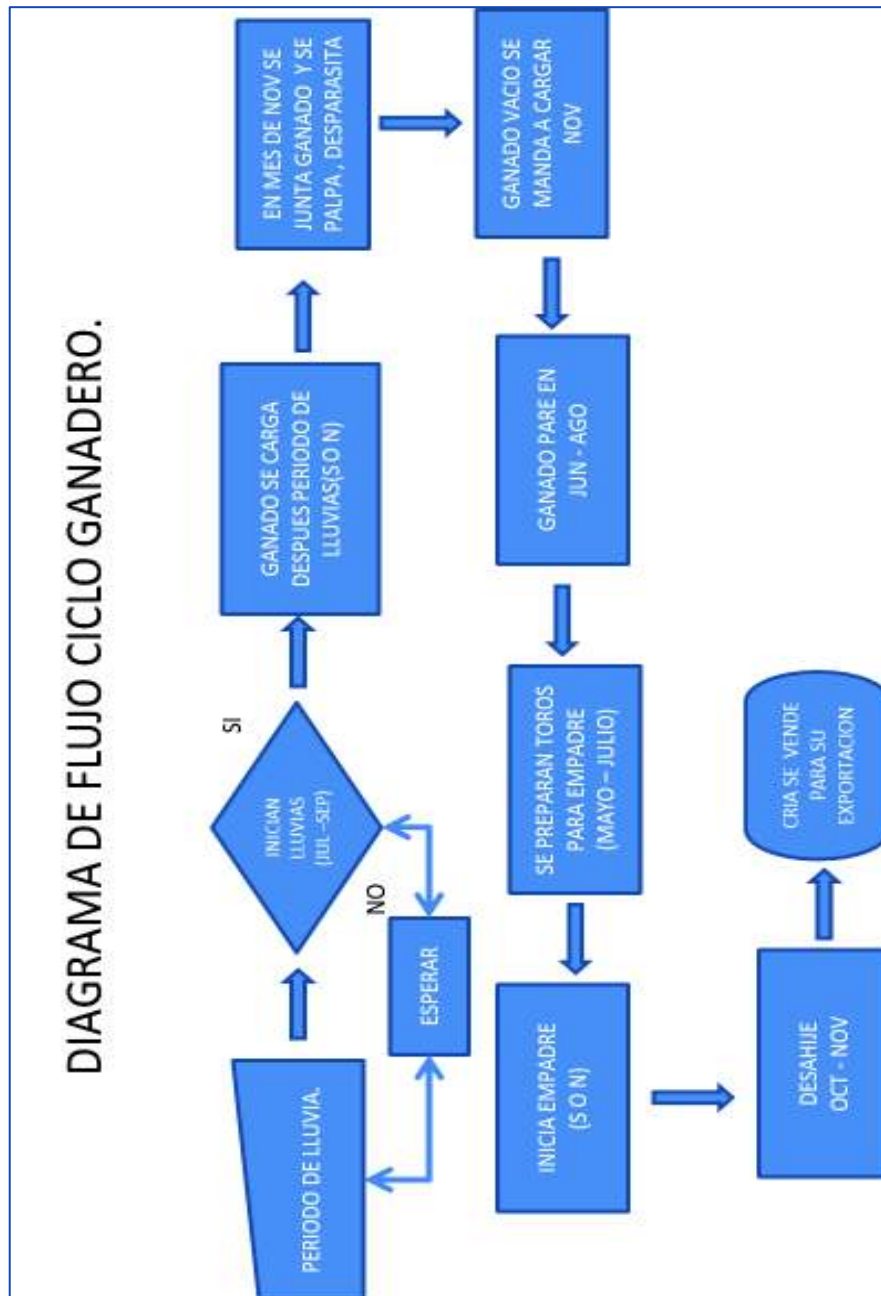 DIAGRAMA DE FLUJO CICLO GANADERO.
PERIODO DE LLUVIA.
INICIAN
LLUVIAS
(JUL –SEP)
SI
NO
ESPERAR
GANADO SE CARGA
DESPUES PERIODO DE
LLUVIAS(S O N)
EN MES DE NOV SE
JUNTA GANADO Y SE
PALPA , DESPARASITA
GANADO VACIO SE
MANDA A CARGAR
NOV
GANADO PARE EN
JUN - AGO
SE PREPARAN TOROS
PARA EMPADRE
(MAYO – JULIO)
INICIA EMPADRE
(S O N)
DESAHIJE
OCT - NOV
CRIA SE VENDE
PARA SU
EXPORTACION